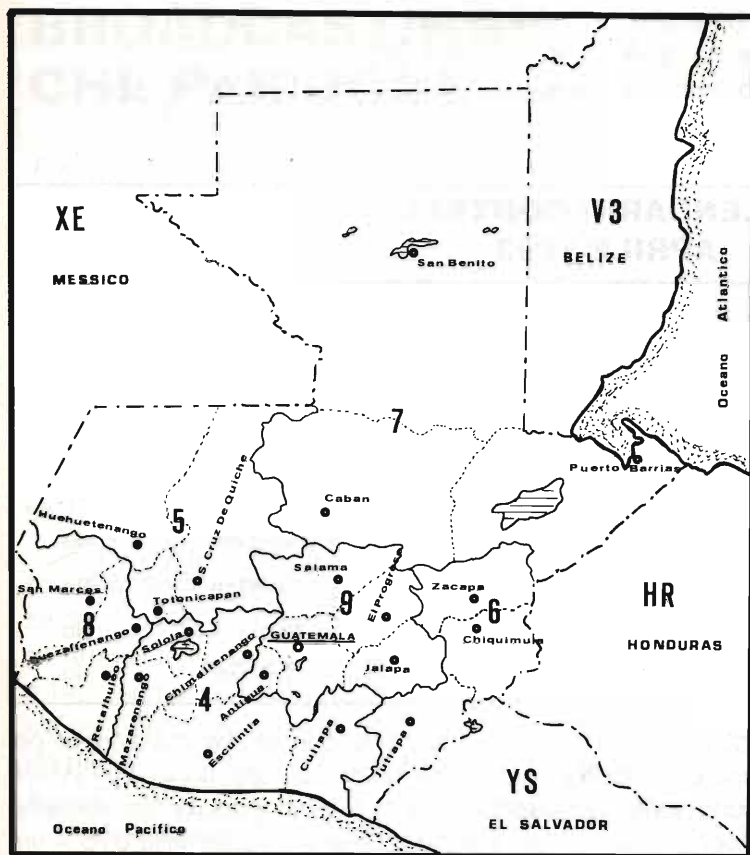 XE
MESSICO
V3
BELIZE
San Benito
Oceano Atlantico
7
Puerto Barrias
Caban
5
Huehuetenango
S. Cruz De Quiche
San Marcos
Totonicapan
Salama
El Progreso
Zacapa
9
6
HR
HONDURAS
8
Quezaltenango
Solola
GUATEMALA
Chiquimula
Chimaltenango
Jalapa
Retalhuleo
Mazatenango
4
Antigua
Escuintla
Cuilapa
Jutiapa
YS
EL SALVADOR
Oceano Pacifico